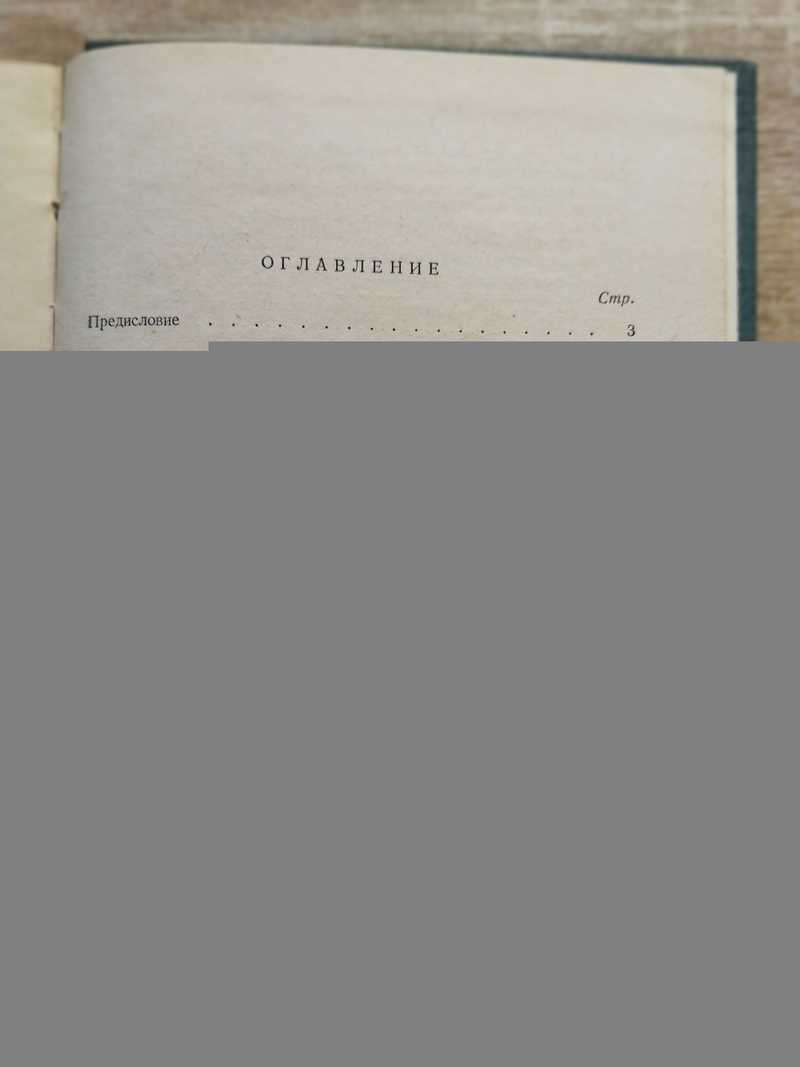 ОГЛАВЛЕНИЕ
Стр.
Предисловие . . . . . . . . . . . . . . . . . . 3